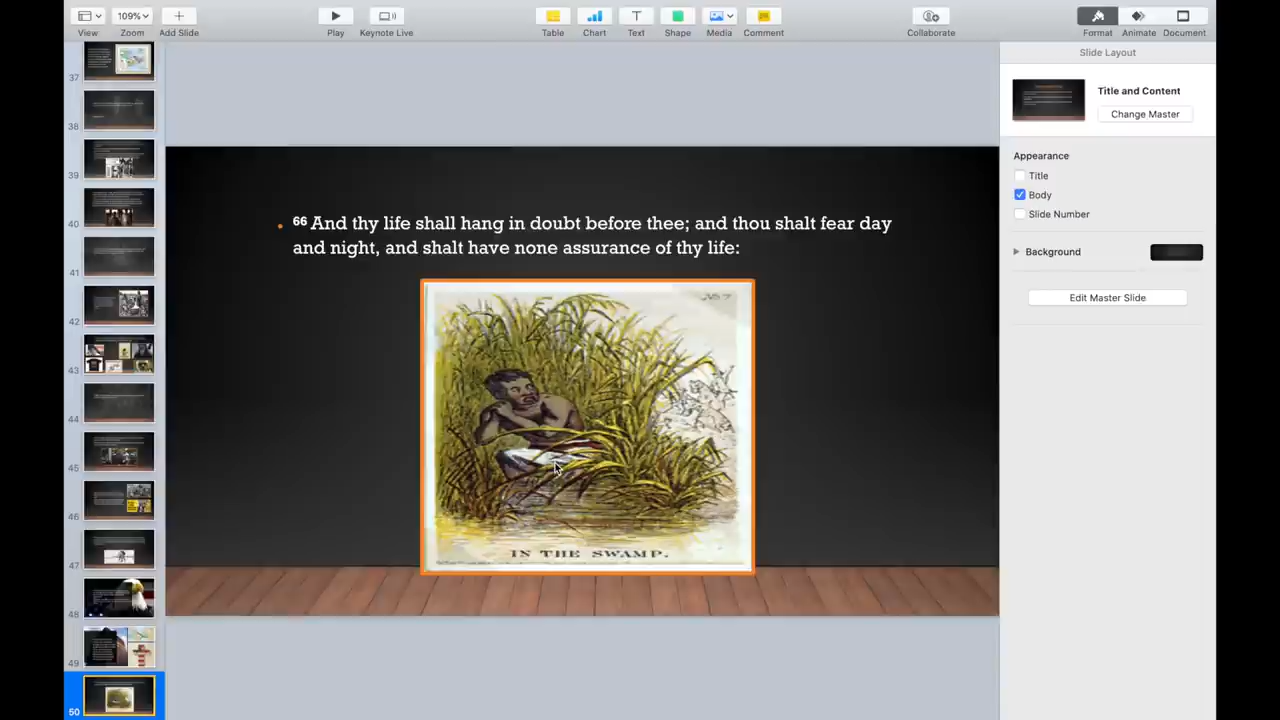 109%
View
Zoom
Add Slide
Play
Keynote Live
Table
Chart
Text
Shape
Media
Comment
Collaborate
Format
Animate
Document
37
38
39
40
41
42
43
44
45
46
47
48
49
50
66 And thy life shall hang in doubt before thee; and thou shalt fear day
and night, and shalt have none assurance of thy life:
IN THE SWAMP.
Slide Layout
Title and Content
Change Master
Appearance
Title
Body
Slide Number
Background
Edit Master Slide